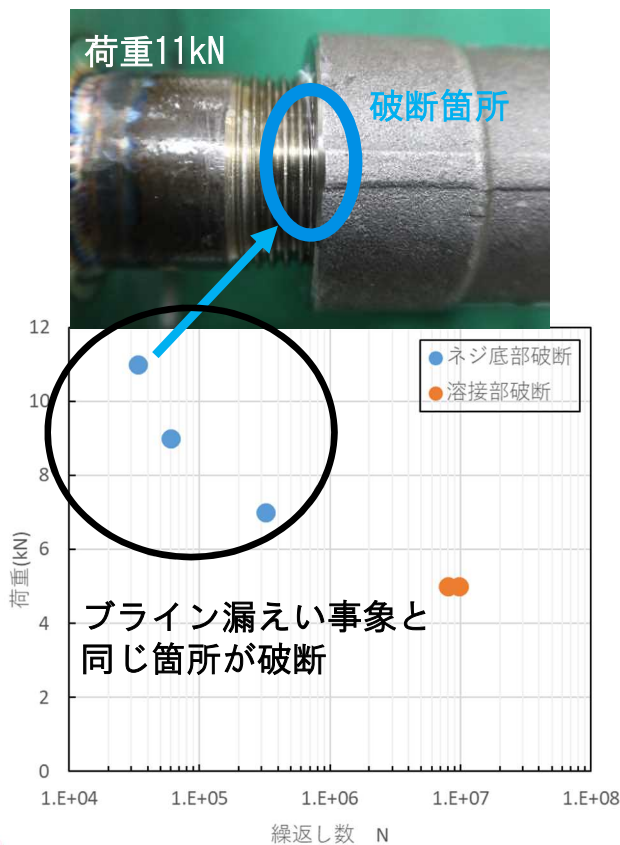 荷重11kN
破断箇所
12
10
8
6
4
2
0
荷重(kN)
ネジ底部破断
溶接部破断
ブライン漏えい事象と
同じ箇所が破断
1.E+04 1.E+05 1.E+06 1.E+07 1.E+08
繰返し数 N